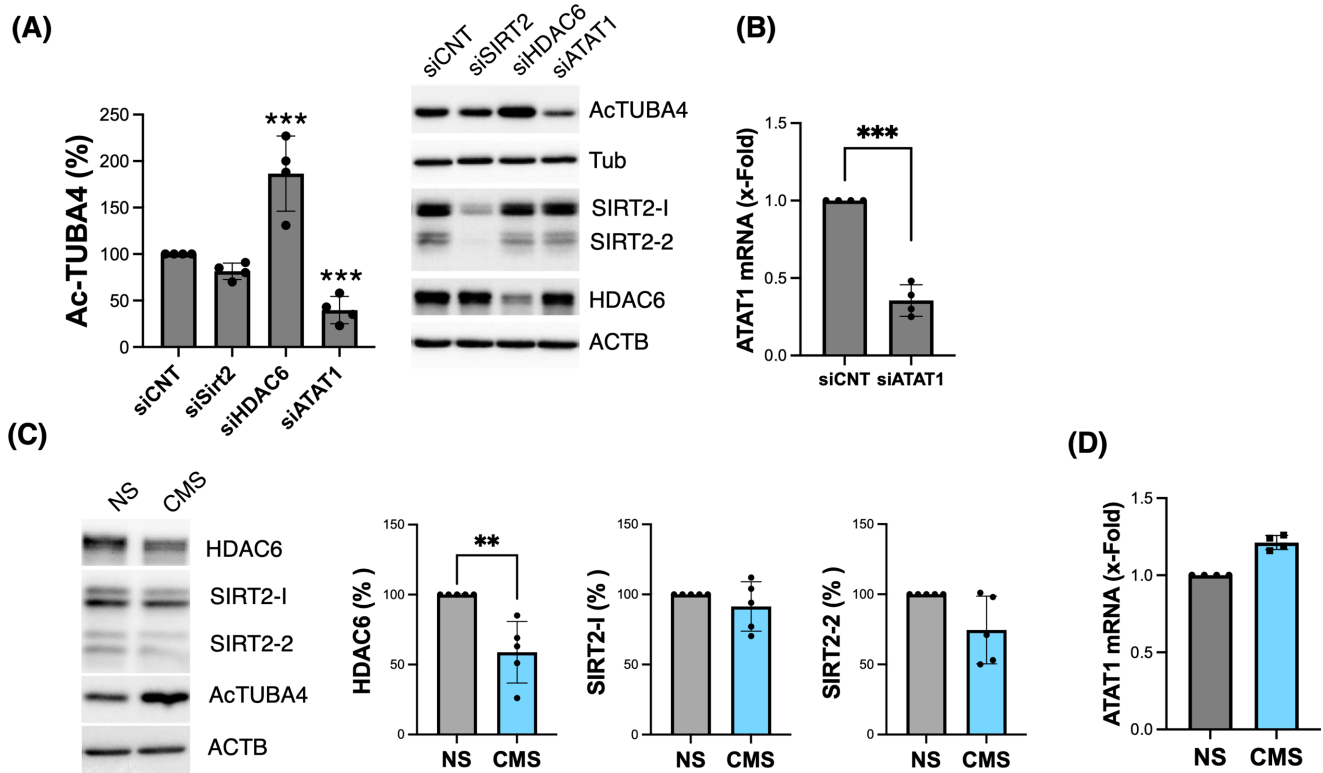 (A)
Ac-TUBA4 (%)
250
200
150
100
50
0
***
***
siCNT
siSirt2
siHDAC6
siATAT1
siCNT
siSIRT2
siHDAC6
siATAT1
AcTUBA4
Tub
SIRT2-I
SIRT2-2
HDAC6
ACTB
(B)
ATAT1 mRNA (x-Fold)
1.5
1.0
0.5
0.0
***
siCNT siATAT1
(C)
NS CMS
HDAC6
SIRT2-I
SIRT2-2
AcTUBA4
ACTB
HDAC6 (% )
150
100
50
0
**
NS CMS
SIRT2-I (% )
150
100
50
0
NS CMS
SIRT2-2 (% )
150
100
50
0
NS CMS
(D)
ATAT1 mRNA (x-Fold)
1.5
1.0
0.5
0.0
NS CMS